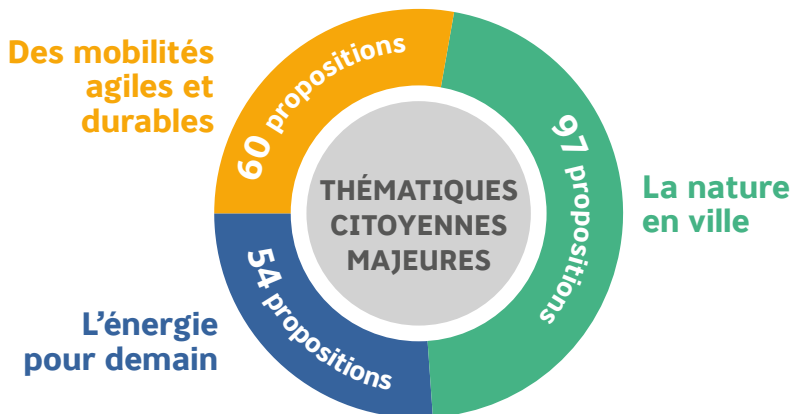 Des mobilités
agiles et
durables
60 propositions
97 propositions
La nature
en ville
THÉMATIQUES
CITOYENNES
MAJEURES
54 propositions
L’énergie
pour demain